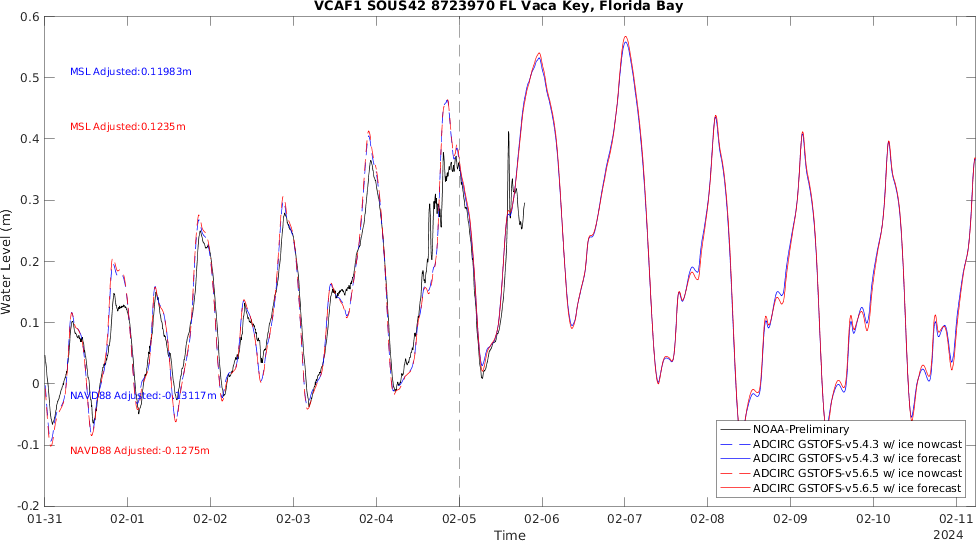 VCAF1 SOUS42 8723970 FL Vaca Key, Florida Bay
Water Level (m)
0.6
0.5
0.4
0.3
0.2
0.1
0
-0.1
-0.2
MSL Adjusted:0.11983m
MSL Adjusted:0.1235m
NAVD88 Adjusted:-0.13117m
NAVD88 Adjusted:-0.1275m
NOAA-Preliminary
ADCIRC GSTOFS-v5.4.3 w/ ice nowcast
ADCIRC GSTOFS-v5.4.3 w/ ice forecast
ADCIRC GSTOFS-v5.6.5 w/ ice nowcast
ADCIRC GSTOFS-v5.6.5 w/ ice forecast
01-31 02-01 02-02 02-03 02-04 02-05 02-06 02-07 02-08 02-09 02-10 02-11
Time
2024